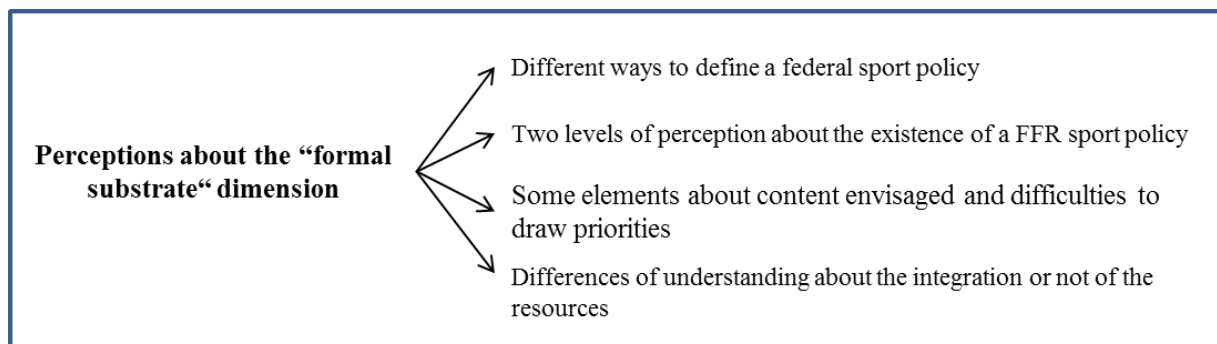 Perceptions about the “formal
substrate“ dimension
Different ways to define a federal sport policy
Two levels of perception about the existence of a FFR sport policy
Some elements about content envisaged and difficulties to
draw priorities
Differences of understanding about the integration or not of the
resources